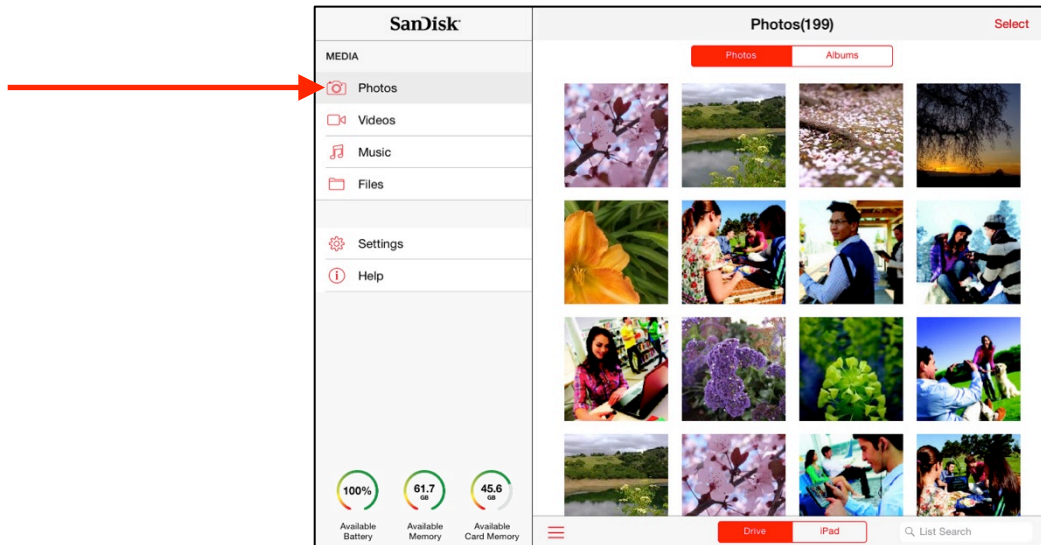 SanDisk
MEDIA
Photos
Videos
Music
Files
Settings
Help
100%
Available
Battery
61.7
GB
Available
Memory
45.6
GB
Available
Card Memory
Photos(199)
Select
Photos
Albums
Drive
iPad
List Search